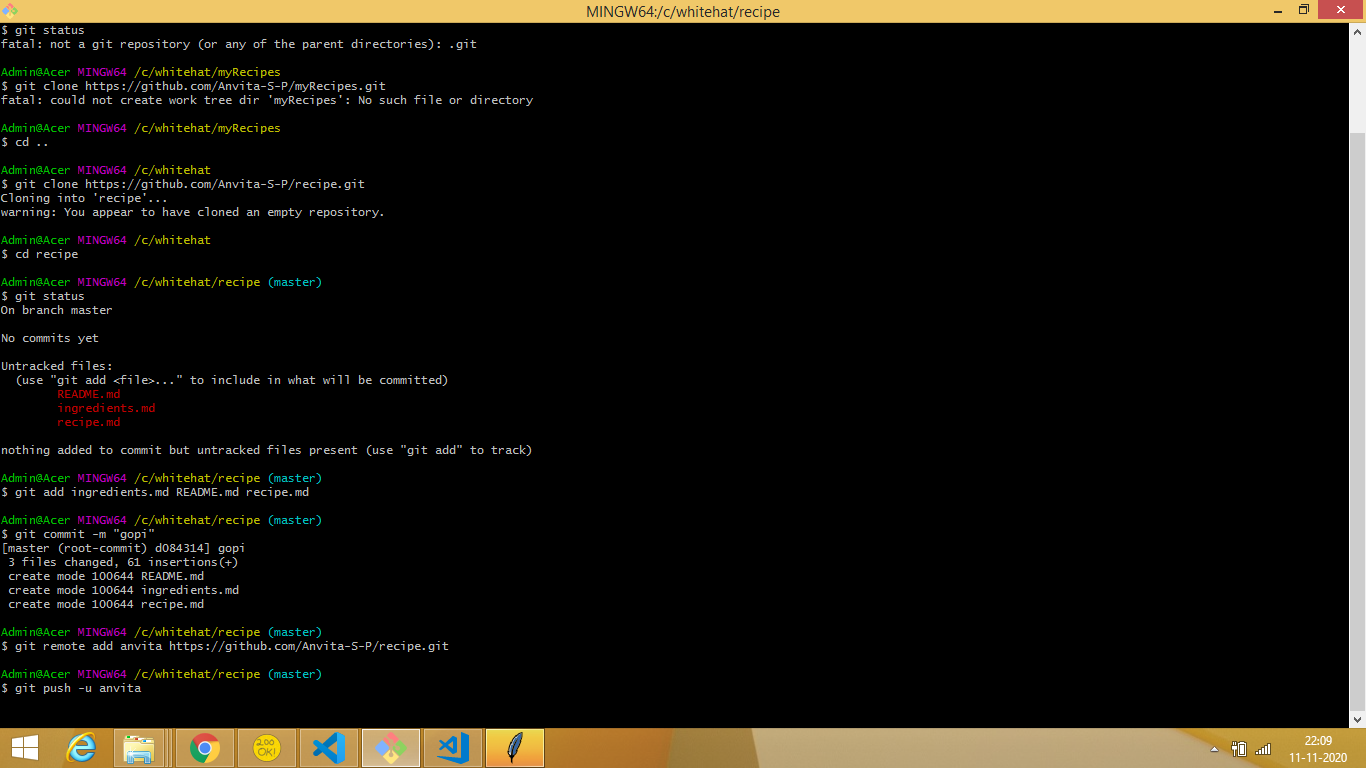 MINGW64:/c/whitehat/recipe
$ git status
fatal: not a git repository (or any of the parent directories): .git
Admin@Acer MINGW64 /c/whitehat/myRecipes
$ git clone https://github.com/Anvita-S-P/myRecipes.git
fatal: could not create work tree dir 'myRecipes': No such file or directory
Admin@Acer MINGW64 /c/whitehat/myRecipes
$ cd ..
Admin@Acer MINGW64 /c/whitehat
$ git clone https://github.com/Anvita-S-P/recipe.git
Cloning into 'recipe'...
warning: You appear to have cloned an empty repository.
Admin@Acer MINGW64 /c/whitehat
$ cd recipe
Admin@Acer MINGW64 /c/whitehat/recipe (master)
$ git status
On branch master
No commits yet
Untracked files:
(use "git add <file>..." to include in what will be committed)
README.md
ingredients.md
recipe.md
nothing added to commit but untracked files present (use "git add" to track)
Admin@Acer MINGW64 /c/whitehat/recipe (master)
$ git add ingredients.md README.md recipe.md
Admin@Acer MINGW64 /c/whitehat/recipe (master)
$ git commit -m "gopi"
[master (root-commit) d084314] gopi
3 files changed, 61 insertions(+)
create mode 100644 README.md
create mode 100644 ingredients.md
create mode 100644 recipe.md
Admin@Acer MINGW64 /c/whitehat/recipe (master)
$ git remote add anvita https://github.com/Anvita-S-P/recipe.git
Admin@Acer MINGW64 /c/whitehat/recipe (master)
$ git push -u anvita
200
OK!
22:09
11-11-2020